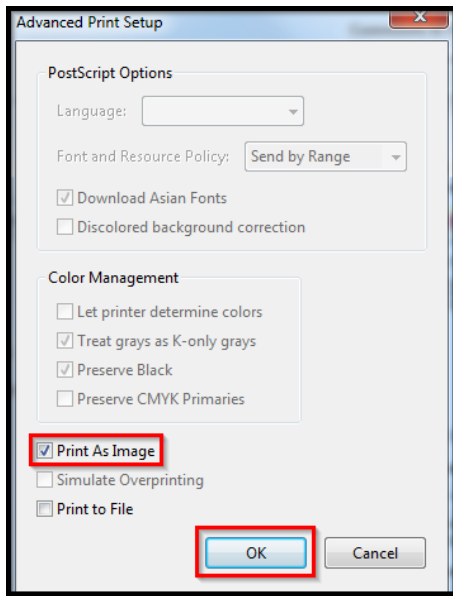 Advanced Print Setup
PostScript Options
Language:
Font and Resource Policy: Send by Range
Download Asian Fonts
Discolored background correction
Color Management
Let printer determine colors
Treat grays as K-only grays
Preserve Black
Preserve CMYK Primaries
Print As Image
Simulate Overprinting
Print to File
OK Cancel